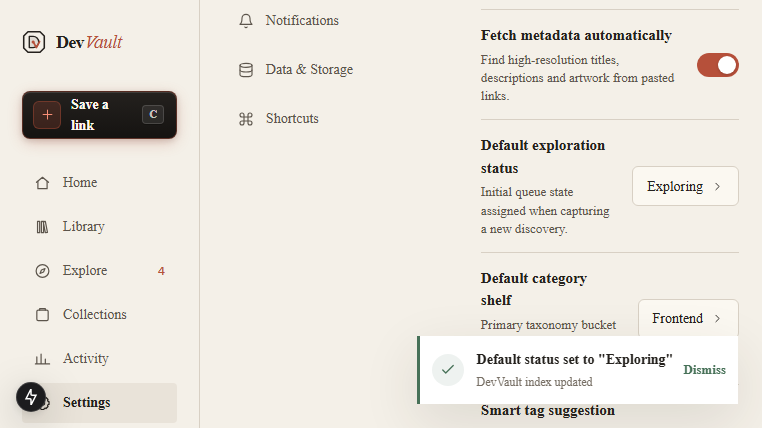 DevVault
Save a
link
C
Home
Library
Explore
4
Collections
Activity
Settings
Notifications
Data & Storage
Shortcuts
Fetch metadata automatically
Find high-resolution titles,
descriptions and artwork from pasted
links.
Default exploration
status
Initial queue state
assigned when capturing
a new discovery.
Exploring
Default category
shelf
Primary taxonomy bucket
Frontend
Default status set to "Exploring"
DevVault index updated
Dismiss
Smart tag suggestion